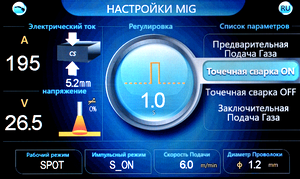 НАСТРОЙКИ MIG
RU
Электрический ток
A
195
CS
5.2mm
напряжение
V
26.5
0%
Регулировка
1.0
Список параметров
Предварительная
Подача Газа
Точечная сварка ON
Точечная сварка OFF
Заключительная
Подача Газа
Рабочий режим
SPOT
Импульсный режим
S_ON
Скорость Подачи
6.0 m/min
Диаметр Проволоки
Φ 1.2 mm